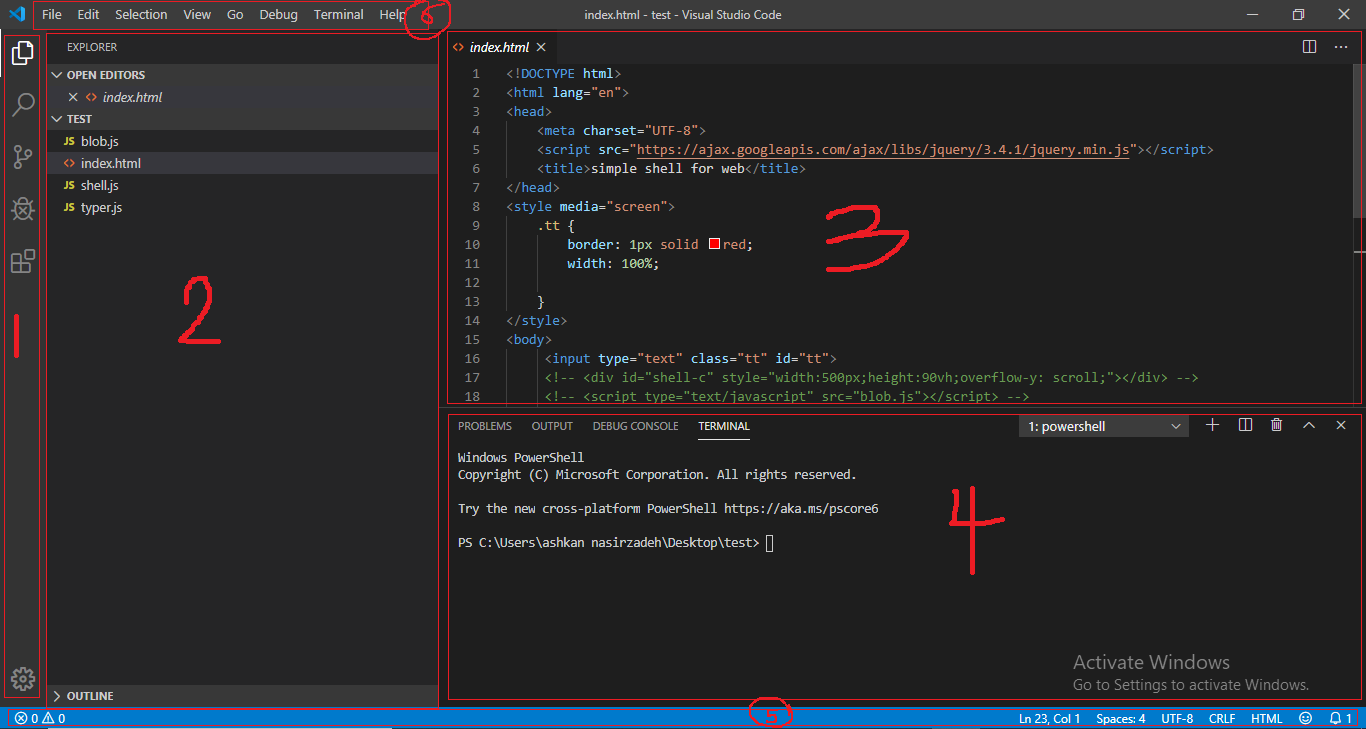 File Edit Selection View Go Debug Terminal Help 6 index.html - test - Visual Studio Code
EXPLORER
OPEN EDITORS
index.html
TEST
JS blob.js
<> index.html
JS shell.js
JS typer.js
1
2
OUTLINE
<> index.html
1 <!DOCTYPE html>
2 <html lang="en">
3 <head>
4 <meta charset="UTF-8">
5 <script src="https://ajax.googleapis.com/ajax/libs/jquery/3.4.1/jquery.min.js"></script>
6 <title>simple shell for web</title>
7 </head>
8 <style media="screen">
9 .tt {
10 border: 1px solid red;
11 width: 100%;
12
13 }
14 </style>
15 <body>
16 <input type="text" class="tt" id="tt">
17 <!-- <div id="shell-c" style="width:500px;height:90vh;overflow-y: scroll;"></div> -->
18 <!-- <script type="text/javascript" src="blob.js"></script> -->
3
PROBLEMS OUTPUT DEBUG CONSOLE TERMINAL 1: powershell
Windows PowerShell
Copyright (C) Microsoft Corporation. All rights reserved.
Try the new cross-platform PowerShell https://aka.ms/pscore6
PS C:\Users\ashkan nasirzadeh\Desktop\test>
4
Activate Windows
Go to Settings to activate Windows.
0 0 5 Ln 23, Col 1 Spaces: 4 UTF-8 CRLF HTML 1